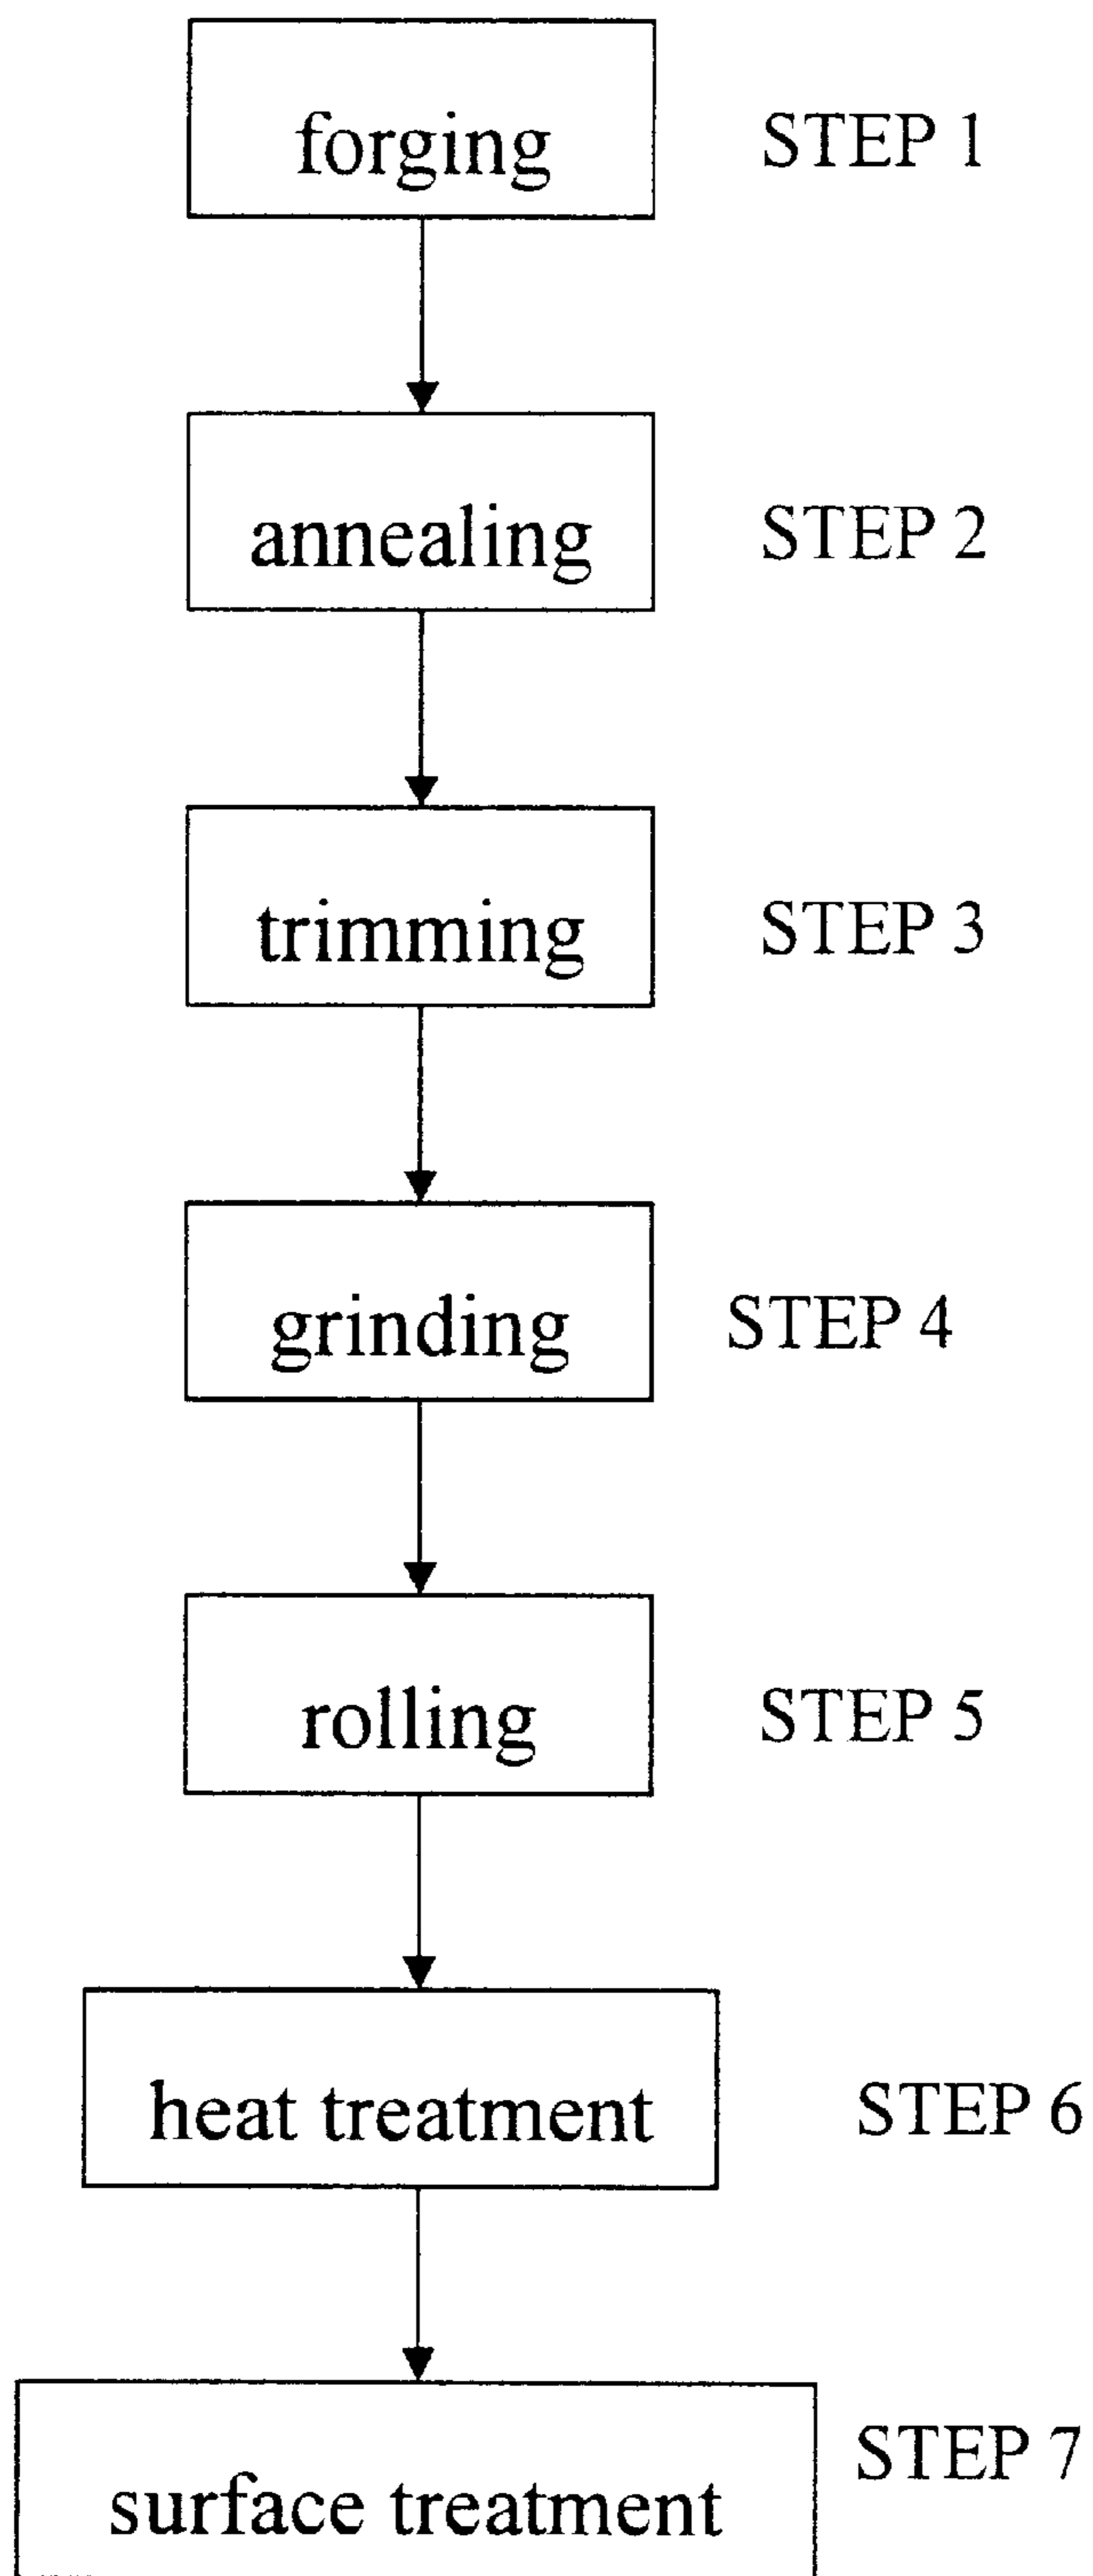 forging STEP 1
annealing STEP 2
trimming STEP 3
grinding STEP 4
rolling STEP 5
heat treatment STEP 6
STEP 7
surface treatment